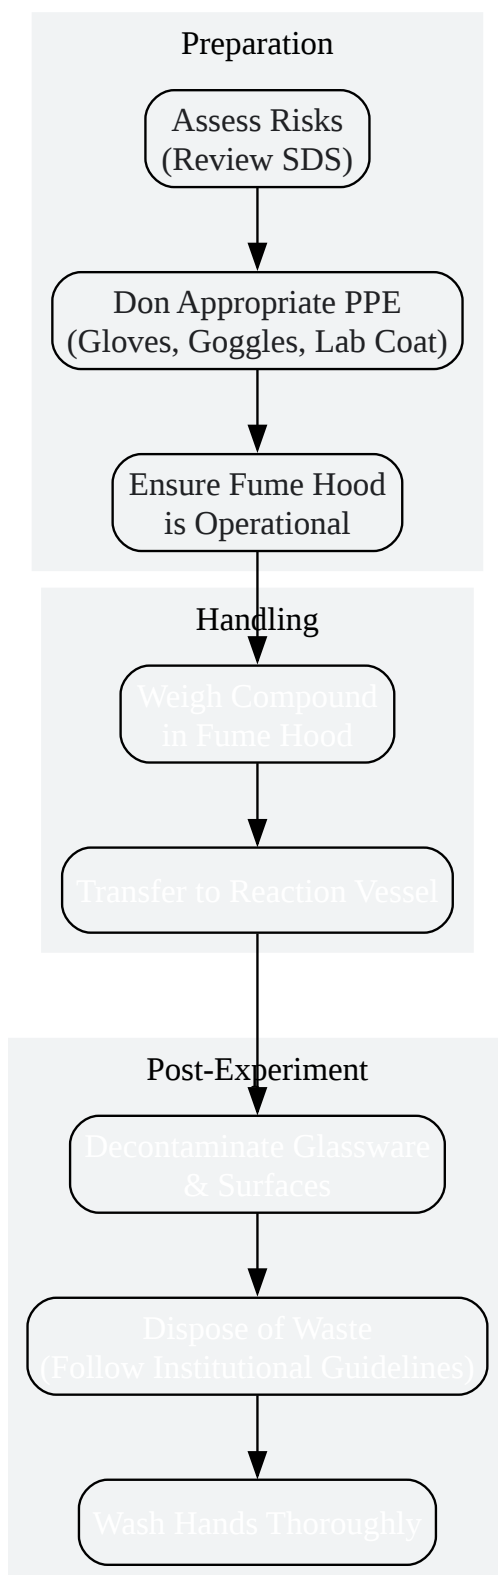 Preparation
Assess Risks
(Review SDS)
Don Appropriate PPE
(Gloves, Goggles, Lab Coat)
Ensure Fume Hood
is Operational
Handling
Weigh Compound
in Fume Hood
Transfer to Reaction Vessel
Post-Experiment
Decontaminate Glassware
& Surfaces
Dispose of Waste
(Follow Institutional Guidelines)
Wash Hands Thoroughly